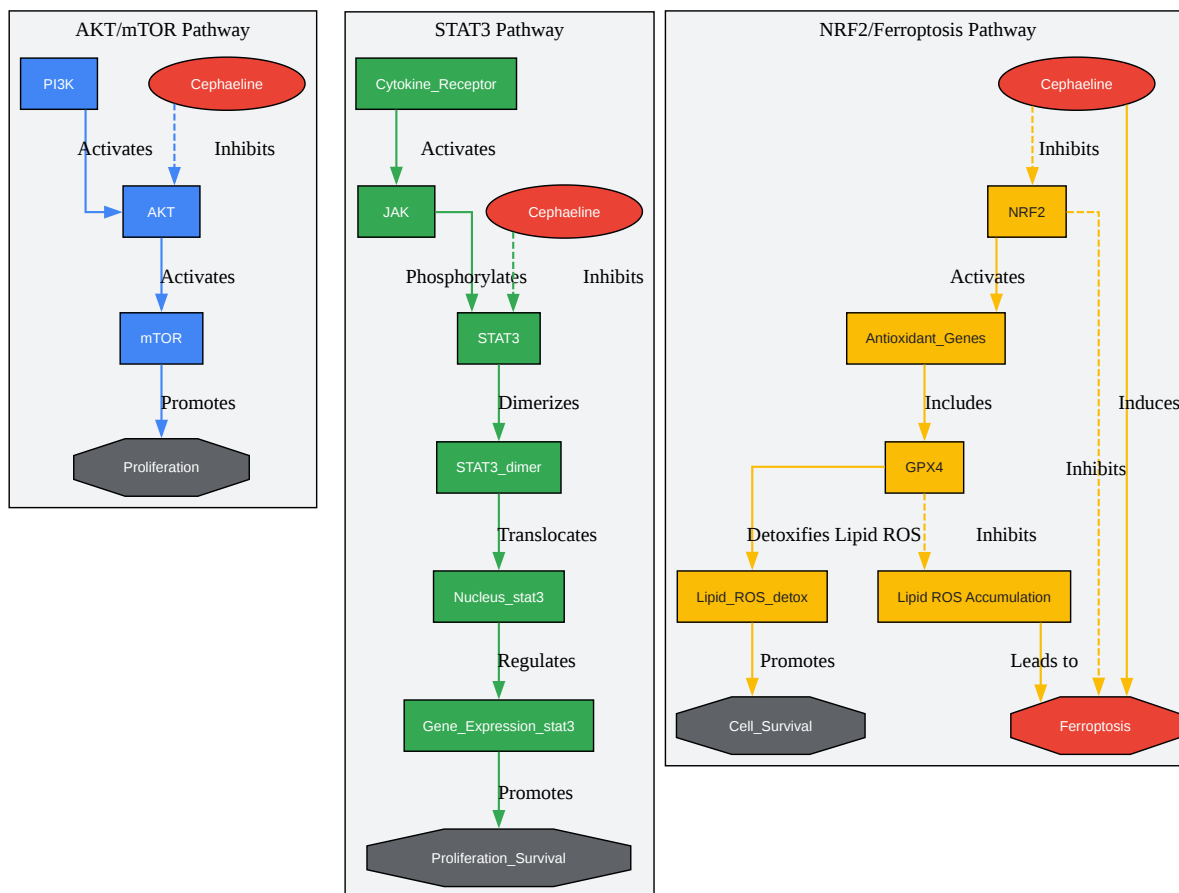 AKT/mTOR Pathway
PI3K
Cephaeline
Activates
Inhibits
AKT
Activates
mTOR
Promotes
Proliferation
STAT3 Pathway
Cytokine_Receptor
Activates
JAK
Cephaeline
Phosphorylates
Inhibits
STAT3
Dimerizes
STAT3_dimer
Translocates
Nucleus_stat3
Regulates
Gene_Expression_stat3
Promotes
Proliferation_Survival
NRF2/Ferroptosis Pathway
Cephaeline
Inhibits
NRF2
Activates
Antioxidant_Genes
Includes
Induces
GPX4
Inhibits
Detoxifies Lipid ROS
Inhibits
Lipid_ROS_detox
Lipid ROS Accumulation
Promotes
Leads to
Cell_Survival
Ferroptosis